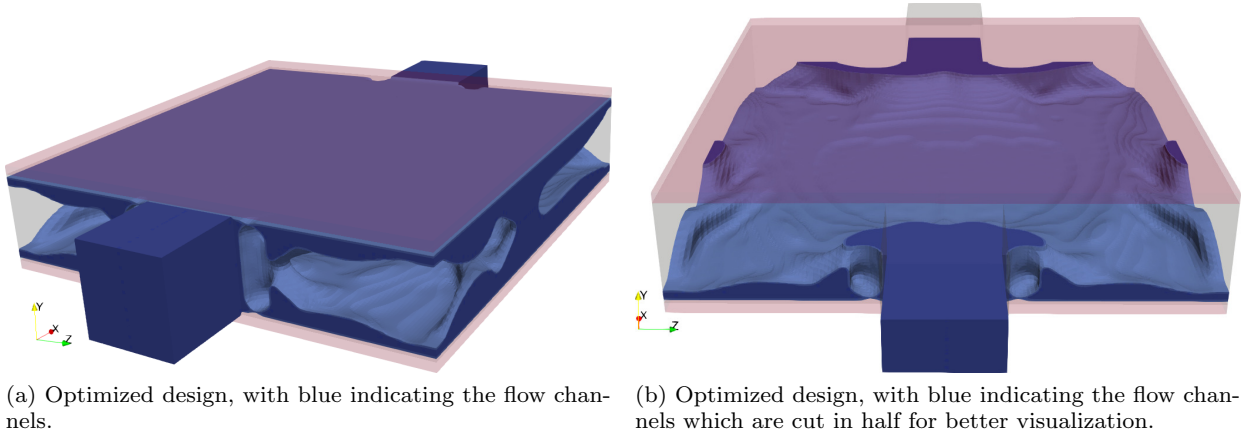 Y
X
Z
Y
X
Z
(a) Optimized design, with blue indicating the flow chan-
nels.
(b) Optimized design, with blue indicating the flow chan-
nels which are cut in half for better visualization.